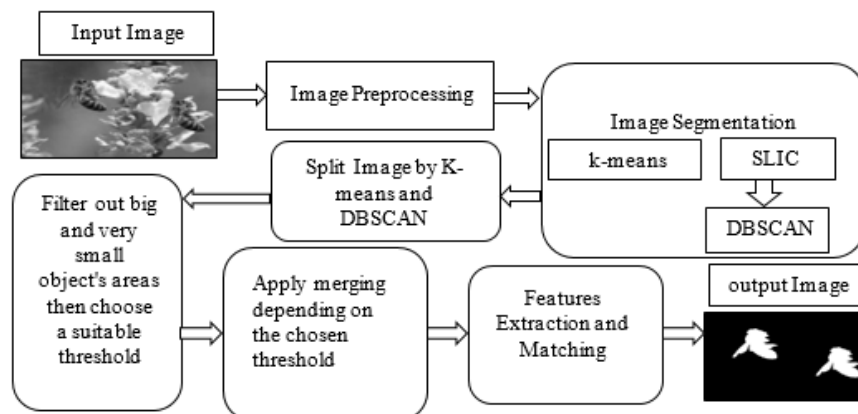 Input Image
Image Preprocessing
Image Segmentation
k-means
SLIC
DBSCAN
Split Image by K-
means and
DBSCAN
Filter out big
and very
small
object's areas
then choose
a suitable
threshold
Apply merging
depending on
the chosen
threshold
Features
Extraction and
Matching
output Image